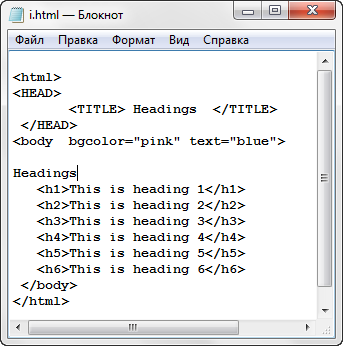 i.html — Блокнот
Файл Правка Формат Вид Справка
<html>
<HEAD>
<TITLE> Headings </TITLE>
</HEAD>
<body bgcolor="pink" text="blue">
Headings
<h1>This is heading 1</h1>
<h2>This is heading 2</h2>
<h3>This is heading 3</h3>
<h4>This is heading 4</h4>
<h5>This is heading 5</h5>
<h6>This is heading 6</h6>
</body>
</html>